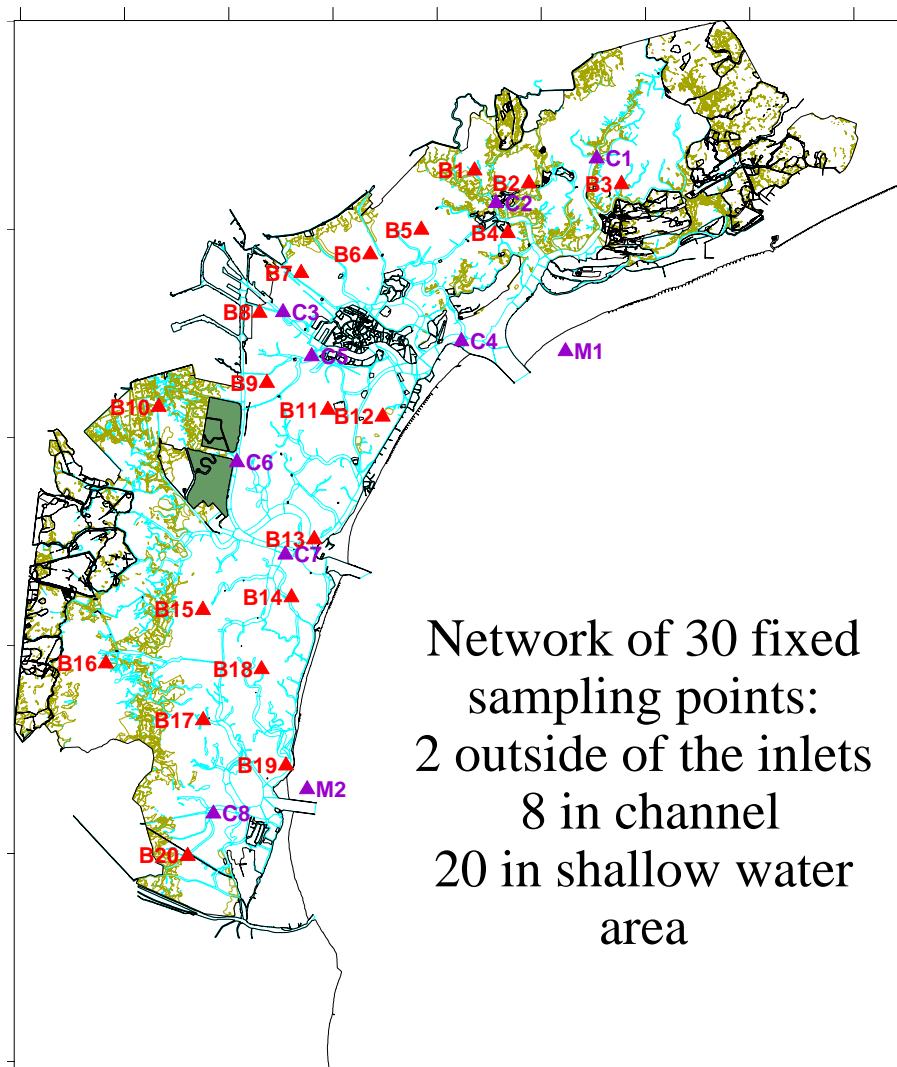 C1
B1
B2
B3
C2
B5
B4
B6
B7
B8
C3
C4
M1
C5
B9
B10
B11
B12
C6
B13
C7
B14
B15
Network of 30 fixed
sampling points:
2 outside of the inlets
8 in channel
20 in shallow water
area
B16
B18
B17
B19
M2
C8
B20